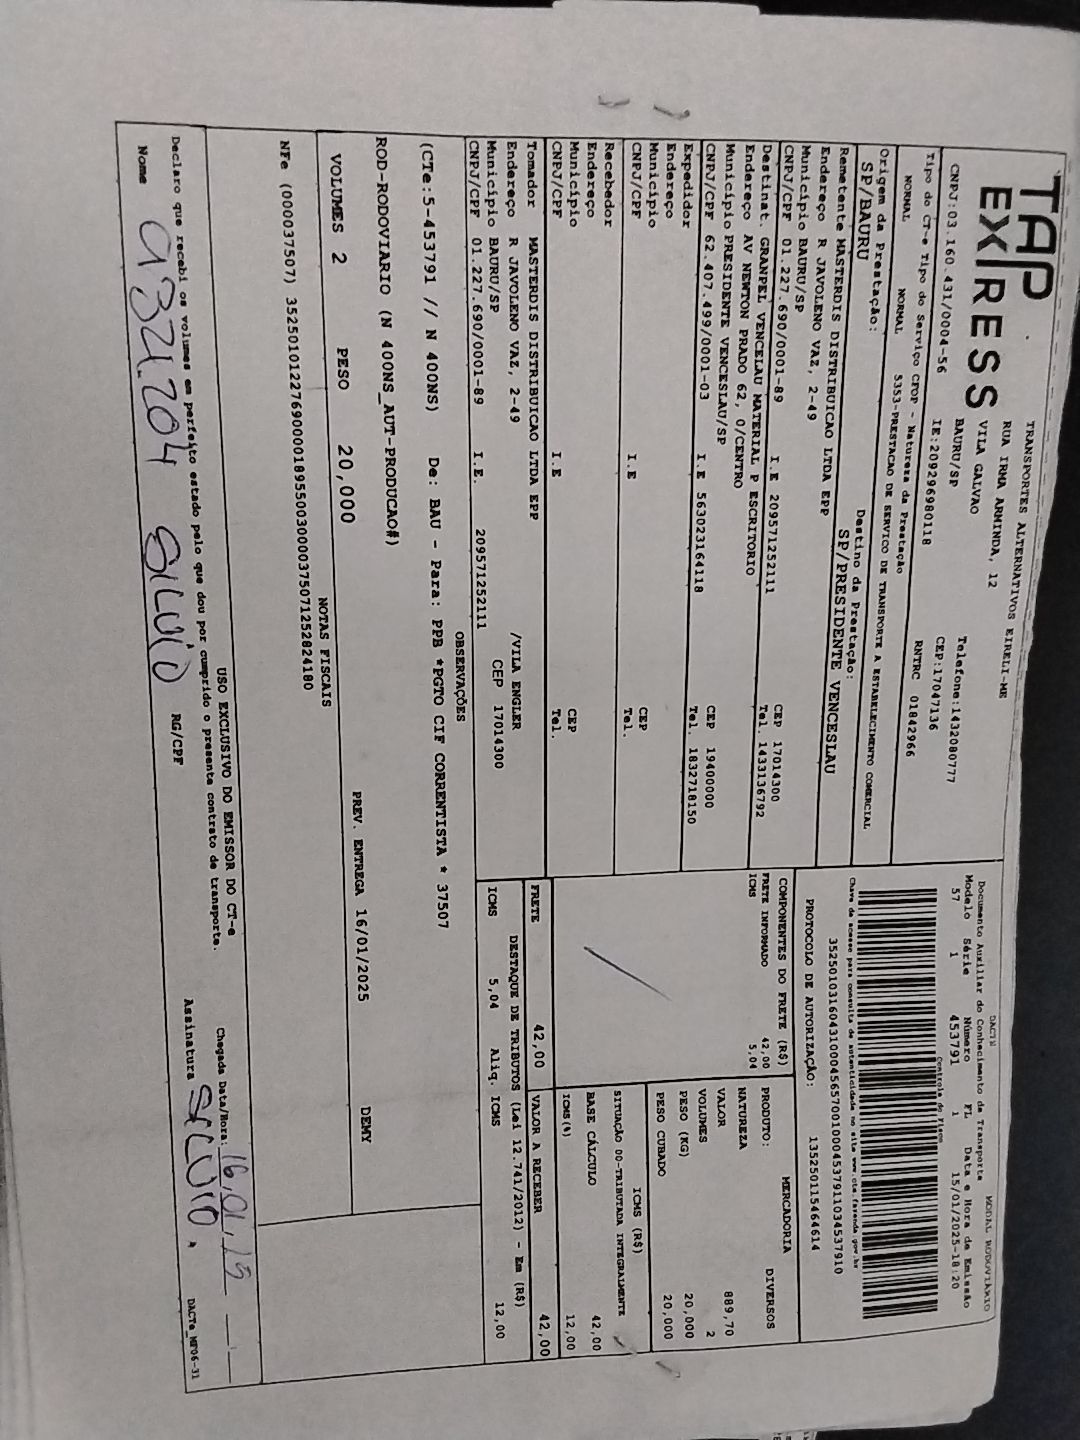 TAP EXPRESS
TRANSPORTES ALTERNATIVOS EIRELI-ME
RUA IRMA ARMINDA, 12
VILA GALVAO
BAURU/SP
Telefone:1432080777
CEP:17047136
CNPJ:03.160.431/0004-56 IE:209296980118 RNTRC 01842966
Tipo do CT-e Tipo do Serviço CFOP - Natureza da Prestação
NORMAL NORMAL 5353-PRESTACAO DE SERVICO DE TRANSPORTE A ESTABELECIMENTO COMERCIAL
Origem da Prestação: Destino da Prestação:
SP/BAURU SP/PRESIDENTE VENCESLAU
Remetente MASTERDIS DISTRIBUICAO LTDA EPP
Endereço R JAVOLENO VAZ, 2-49
Município BAURU/SP CEP 17014300
CNPJ/CPF 01.227.690/0001-89 I.E 209571252111 Tel. 1433136792
Destinat. GRANPEL VENCESLAU MATERIAL P ESCRITORIO
Endereço AV NEWTON PRADO 62, 0/CENTRO
Município PRESIDENTE VENCESLAU/SP CEP 19400000
CNPJ/CPF 62.407.499/0001-03 I.E 563023164118 Tel. 1832718150
Expedidor
Endereço
Município CEP
CNPJ/CPF I.E Tel.
Recebedor
Endereço
Município CEP
CNPJ/CPF I.E Tel.
Tomador MASTERDIS DISTRIBUICAO LTDA EPP
Endereço R JAVOLENO VAZ, 2-49 /VILA ENGLER
Município BAURU/SP CEP 17014300
CNPJ/CPF 01.227.690/0001-89 I.E. 209571252111
DACTE MODAL RODOVIÁRIO
Documento Auxiliar do Conhecimento de Transporte
Modelo Série Número FL Data e Hora de Emissão
57 1 453791 1 15/01/2025-18:20
Controle do Fisco
Chave de acesso para consulta de autenticidade no site www.cte.fazenda.gov.br
35250103160431000456570010004537911034537910
PROTOCOLO DE AUTORIZAÇÃO: 135250115464614
COMPONENTES DO FRETE (R$)
FRETE INFORMADO 42,00
ICMS 5,04
MERCADORIA
PRODUTO: DIVERSOS
NATUREZA
VALOR 889,70
VOLUMES 2
PESO (KG) 20,000
PESO CUBADO 20,000
ICMS (R$)
SITUAÇÃO 00-TRIBUTADA INTEGRALMENTE
BASE CÁLCULO 42,00
ICMS(%) 12,00
FRETE 42,00 VALOR A RECEBER 42,00
DESTAQUE DE TRIBUTOS (Lei 12.741/2012) - Em (R$)
ICMS 5,04 Aliq. ICMS 12,00
OBSERVAÇÕES
(CTe:5-453791 // N 400NS) De: BAU - Para: PPB *PGTO CIF CORRENTISTA * 37507
ROD-RODOVIARIO (N 400NS_AUT-PRODUCAO#)
VOLUMES 2 PESO 20,000 PREV. ENTREGA 16/01/2025 DEMY
NOTAS FISCAIS
NFe (000037507) 35250101227690000189550030000375071252824180
USO EXCLUSIVO DO EMISSOR DO CT-e
Declaro que recebi os volumes em perfeito estado pelo que dou por cumprido o presente contrato de transporte.
Chegada Data/Hora: 16,01,
Nome SILVIO RG/CPF Assinatura SILVIO
DACTe_MF06-31